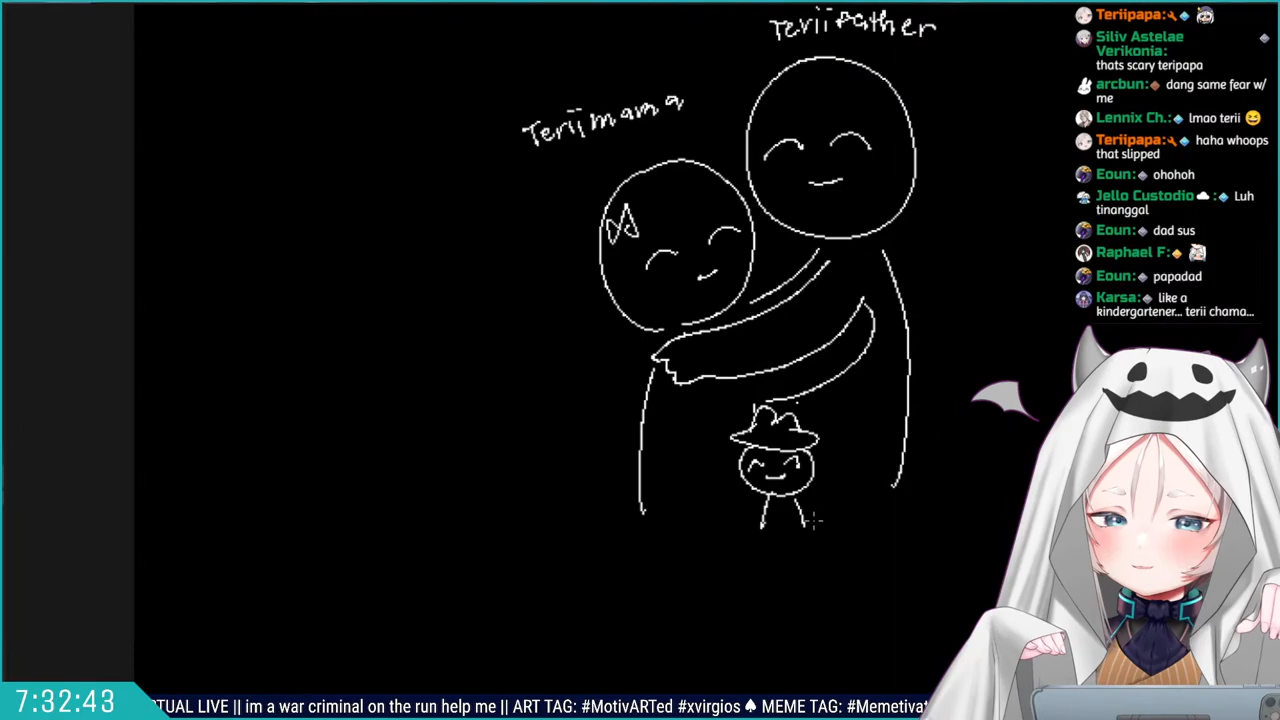 Teriifather
Teriimama
Teriipapa:
Siliv Astelae
Verikonia:
thats scary teripapa
arcbun: dang same fear w/
me
Lennix Ch.: lmao terii 😆
Teriipapa: haha whoops
that slipped
Eoun: ohohoh
Jello Custodio ☁️ : Luh
tinanggal
Eoun: dad sus
Raphael F:
Eoun: papadad
Karsa: like a
kindergartener... terii chama...
7:32:43
TUAL LIVE || im a war criminal on the run help me || ART TAG: #MotivARTed #xvirgios ♠ MEME TAG: #Memetivat